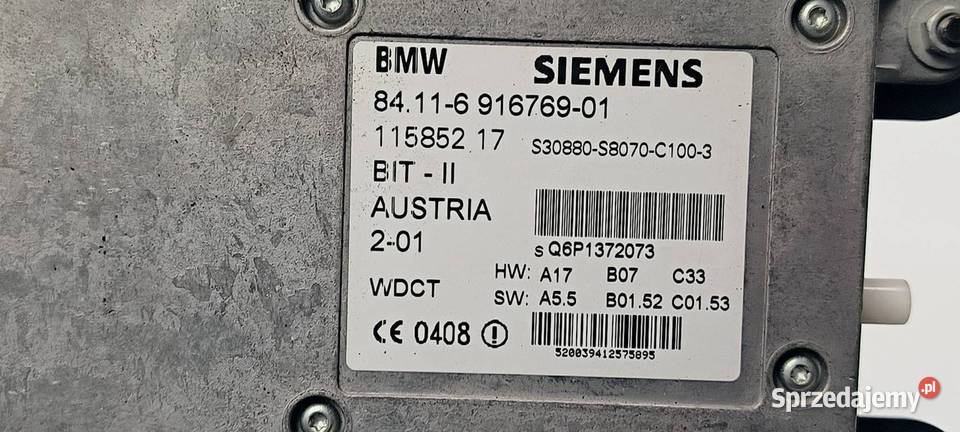 BMW SIEMENS
84.11-6 916769-01
115852 17 S30880-S8070-C100-3
BIT - II
AUSTRIA
2-01
s Q6P1372073
HW: A17 B07 C33
WDCT
SW: A5.5 B01.52 C01.53
CE 0408
520039412575895
Sprzedajemy.pl